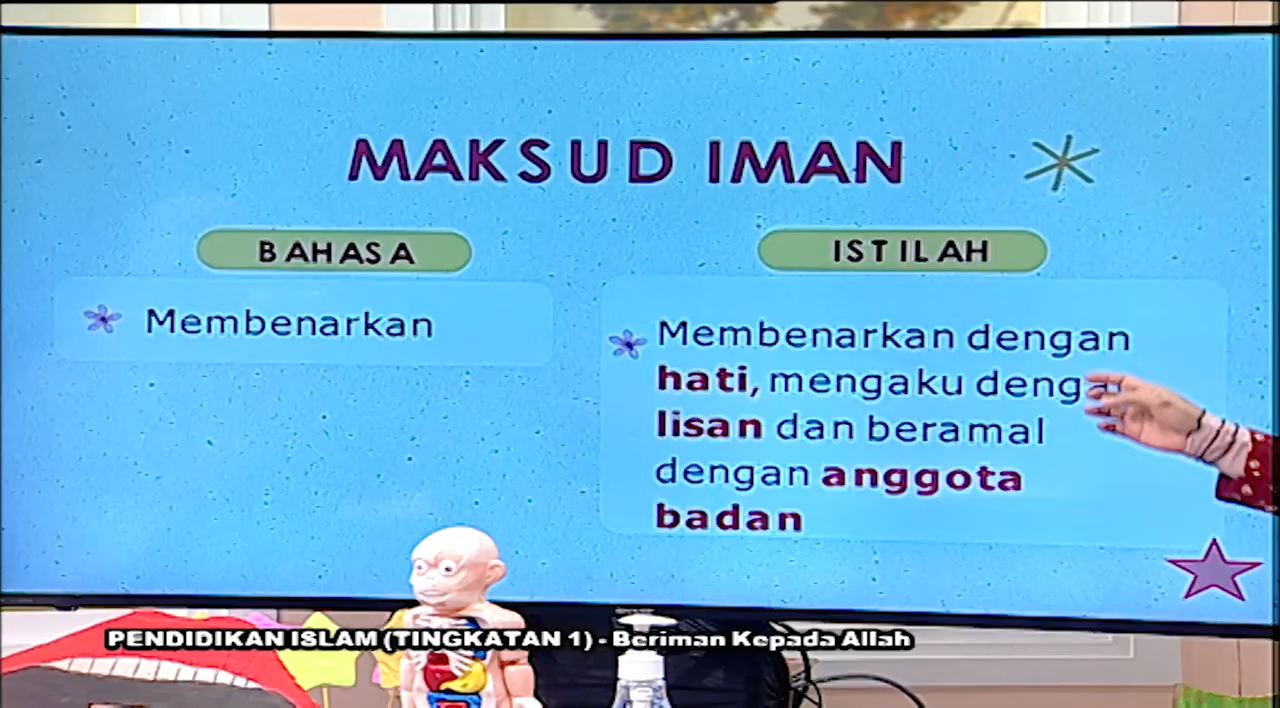 MAKSUD IMAN
BAHASA
Membenarkan
ISTILAH
Membenarkan dengan
hati, mengaku denga
lisan dan beramal
dengan anggota
badan
PENDIDIKAN ISLAM (TINGKATAN 1) - Beriman Kepada Allah